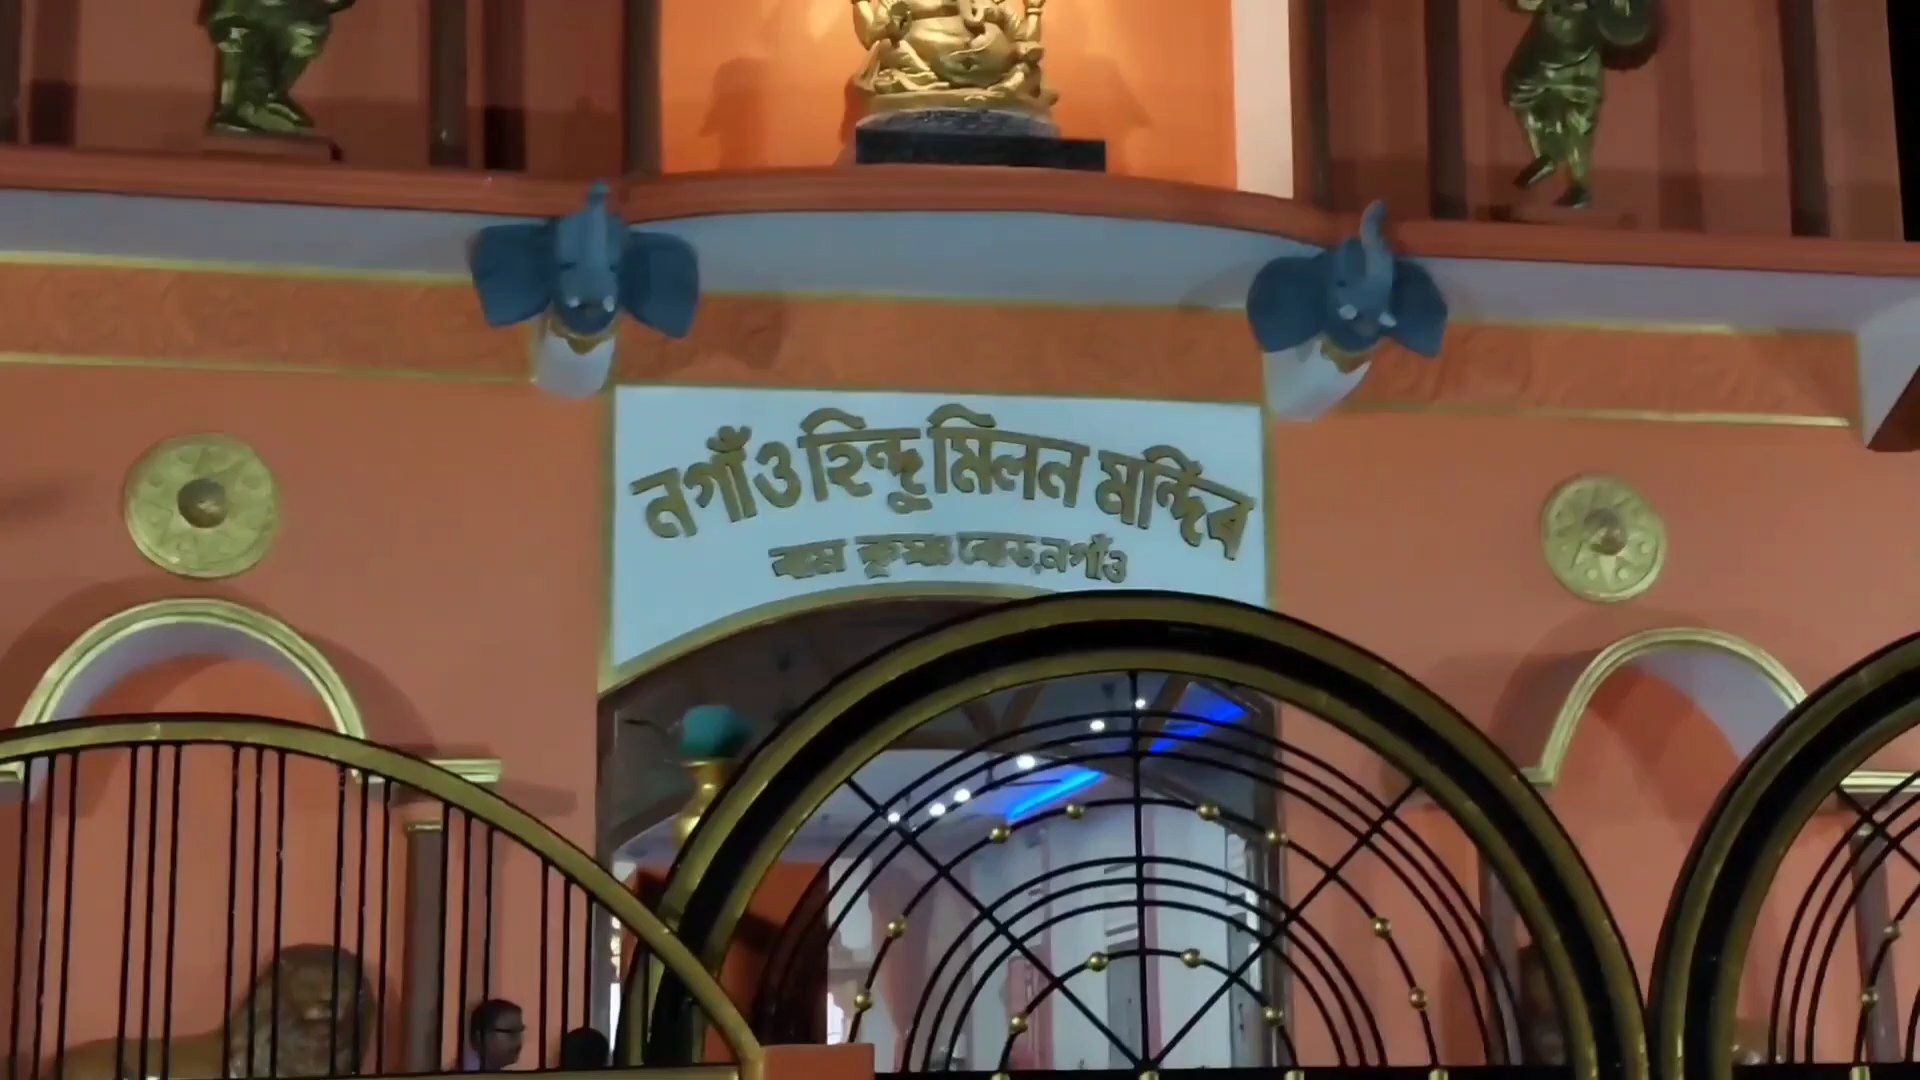 নগাঁও হিন্দু মিলন মন্দিৰ
ৰাম কৃষ্ণ ৰোড, নগাঁও